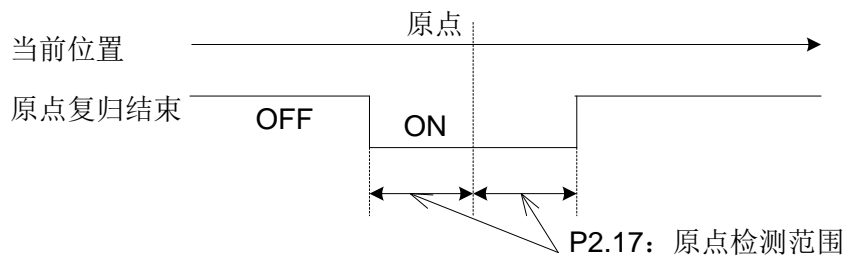 原点
当前位置
原点复归结束
OFF
ON
P2.17：原点检测范围